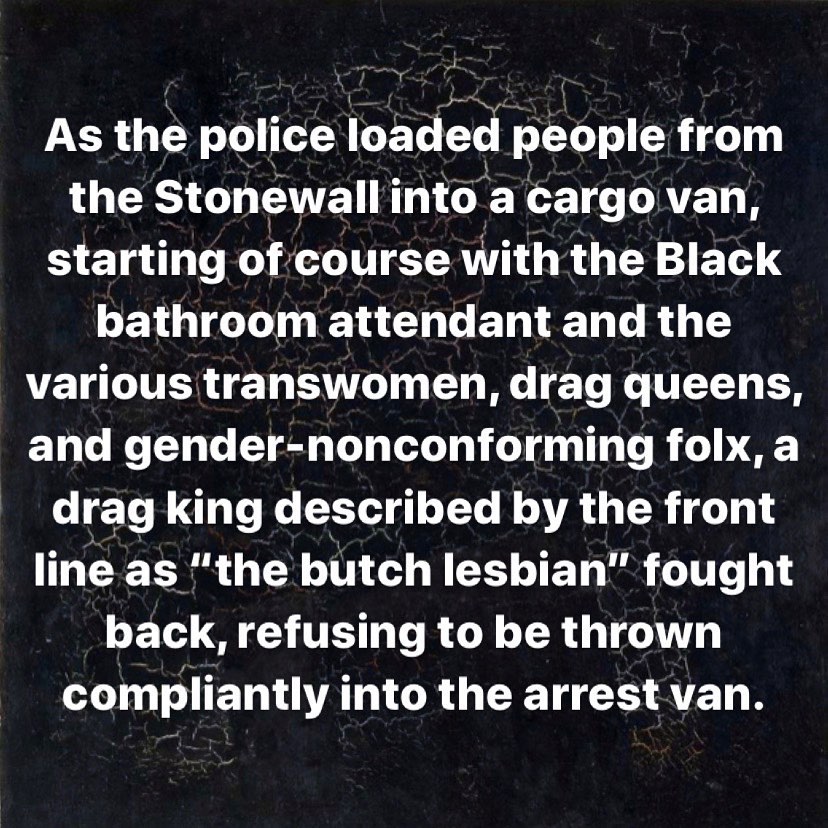 As the police loaded people from
the Stonewall into a cargo van,
starting of course with the Black
bathroom attendant and the
various transwomen, drag queens,
and gender-nonconforming folx, a
drag king described by the front
line as “the butch lesbian” fought
back, refusing to be thrown
compliantly into the arrest van.